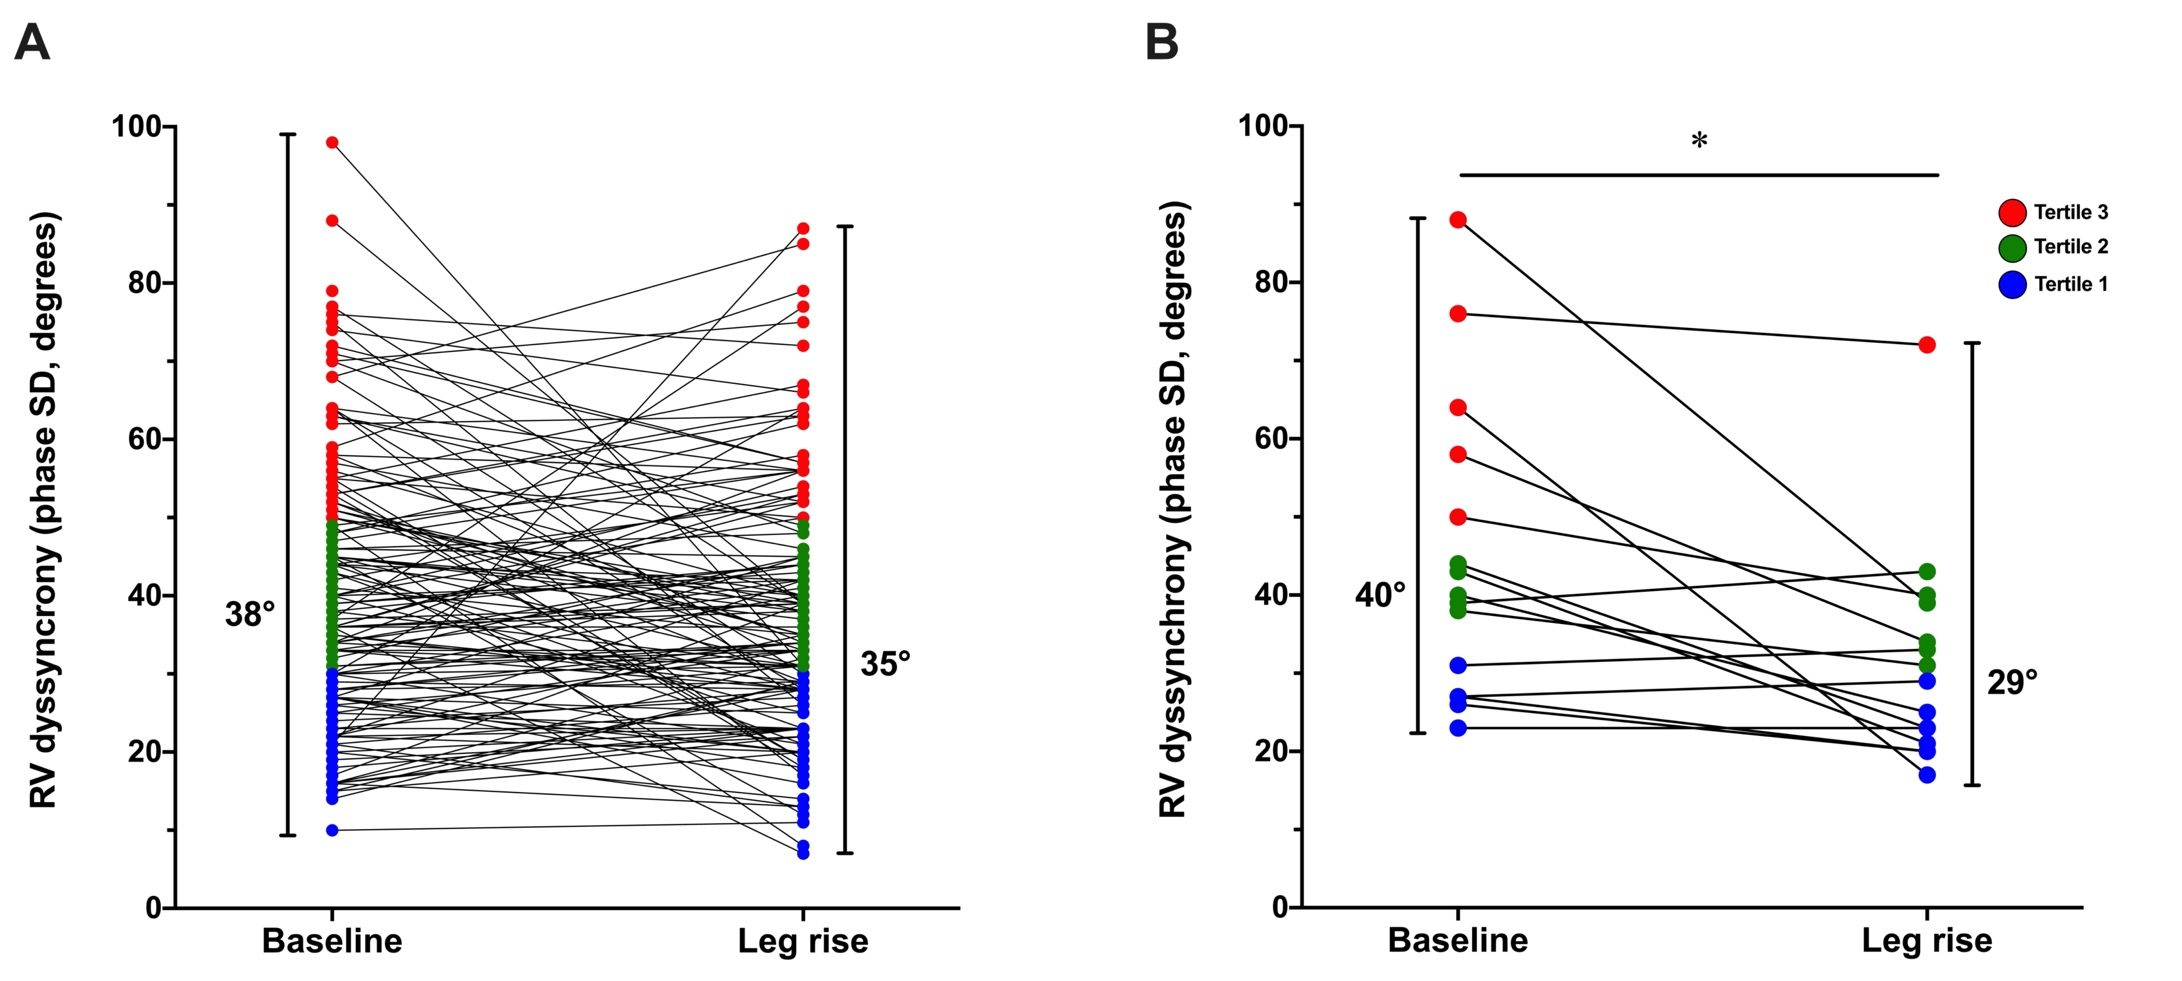 A
RV dyssyncrony (phase SD, degrees)
100
80
60
40
20
0
38°
35°
Baseline
Leg rise
B
RV dyssynchrony (phase SD, degrees)
100
80
60
40
20
0
*
40°
29°
Tertile 3
Tertile 2
Tertile 1
Baseline
Leg rise